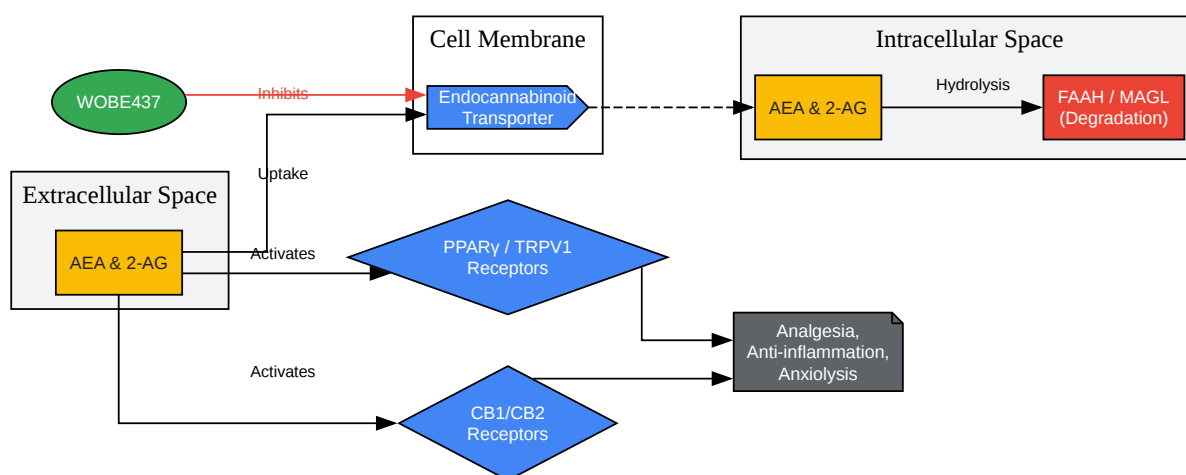 Cell Membrane
Intracellular Space
WOBE437
Inhibits
Endocannabinoid
Transporter
AEA & 2-AG
Hydrolysis
FAAH / MAGL
(Degradation)
Uptake
Extracellular Space
AEA & 2-AG
Activates
PPARγ / TRPV1
Receptors
Analgesia,
Anti-inflammation,
Anxiolysis
Activates
CB1/CB2
Receptors